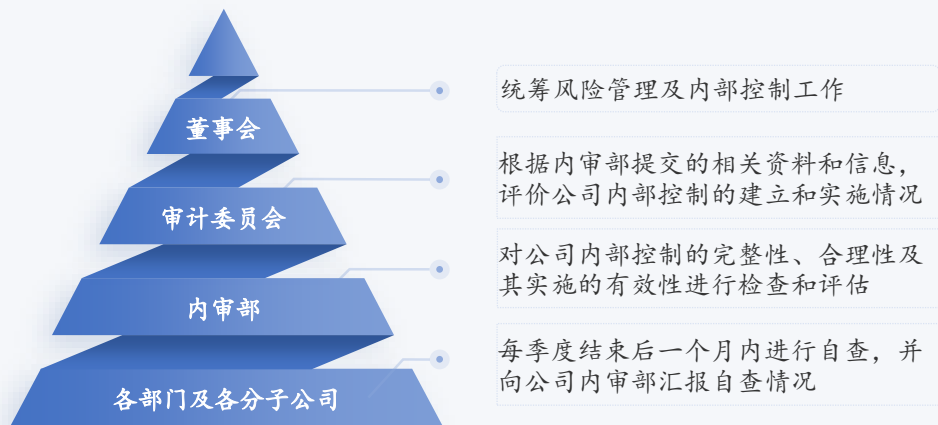 董事会
统筹风险管理及内部控制工作
审计委员会
根据内审部提交的相关资料和信息，
评价公司内部控制的建立和实施情况
内审部
对公司内部控制的完整性、合理性及
其实施的有效性进行检查和评估
各部门及各分子公司
每季度结束后一个月内进行自查，并
向公司内审部汇报自查情况